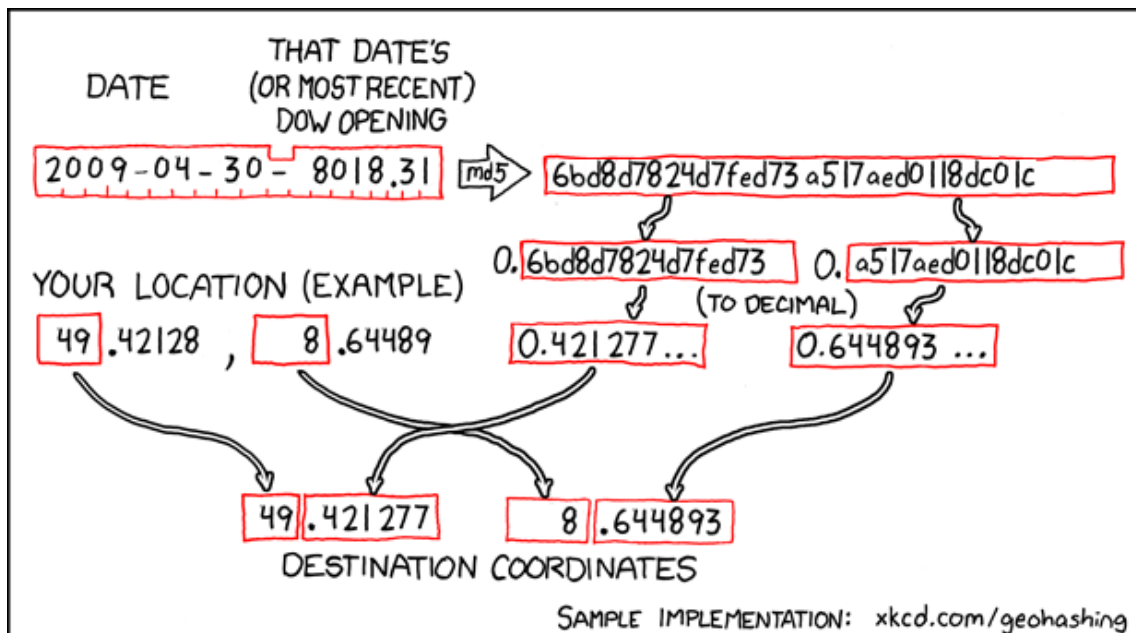 THAT DATE'S
DATE (OR MOST RECENT)
DOW OPENING
2009-04-30-8018.31 md5 6bd8d7824d7fed73a517aed0118dc01c
0.6bd8d7824d7fed73 0.a517aed0118dc01c
YOUR LOCATION (EXAMPLE) (TO DECIMAL)
49.42128, 8.64489 0.421277... 0.644893...
49.421277 8.644893
DESTINATION COORDINATES
SAMPLE IMPLEMENTATION: xkcd.com/geohashing